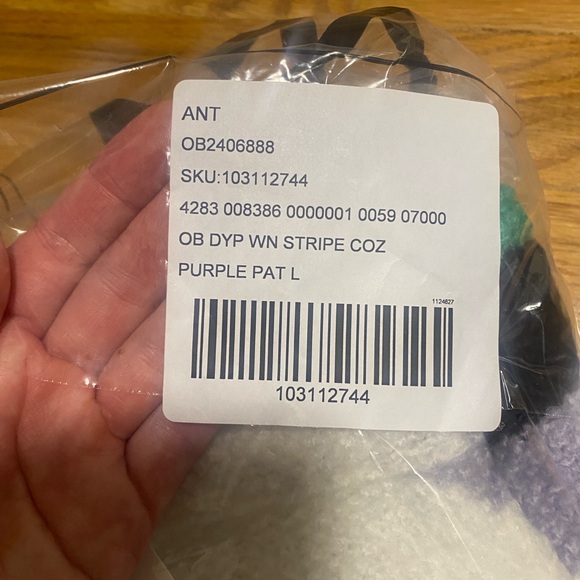 ANT
OB2406888
SKU:103112744
4283 008386 0000001 0059 07000
OB DYP WN STRIPE COZ
PURPLE PAT L
1124827
103112744